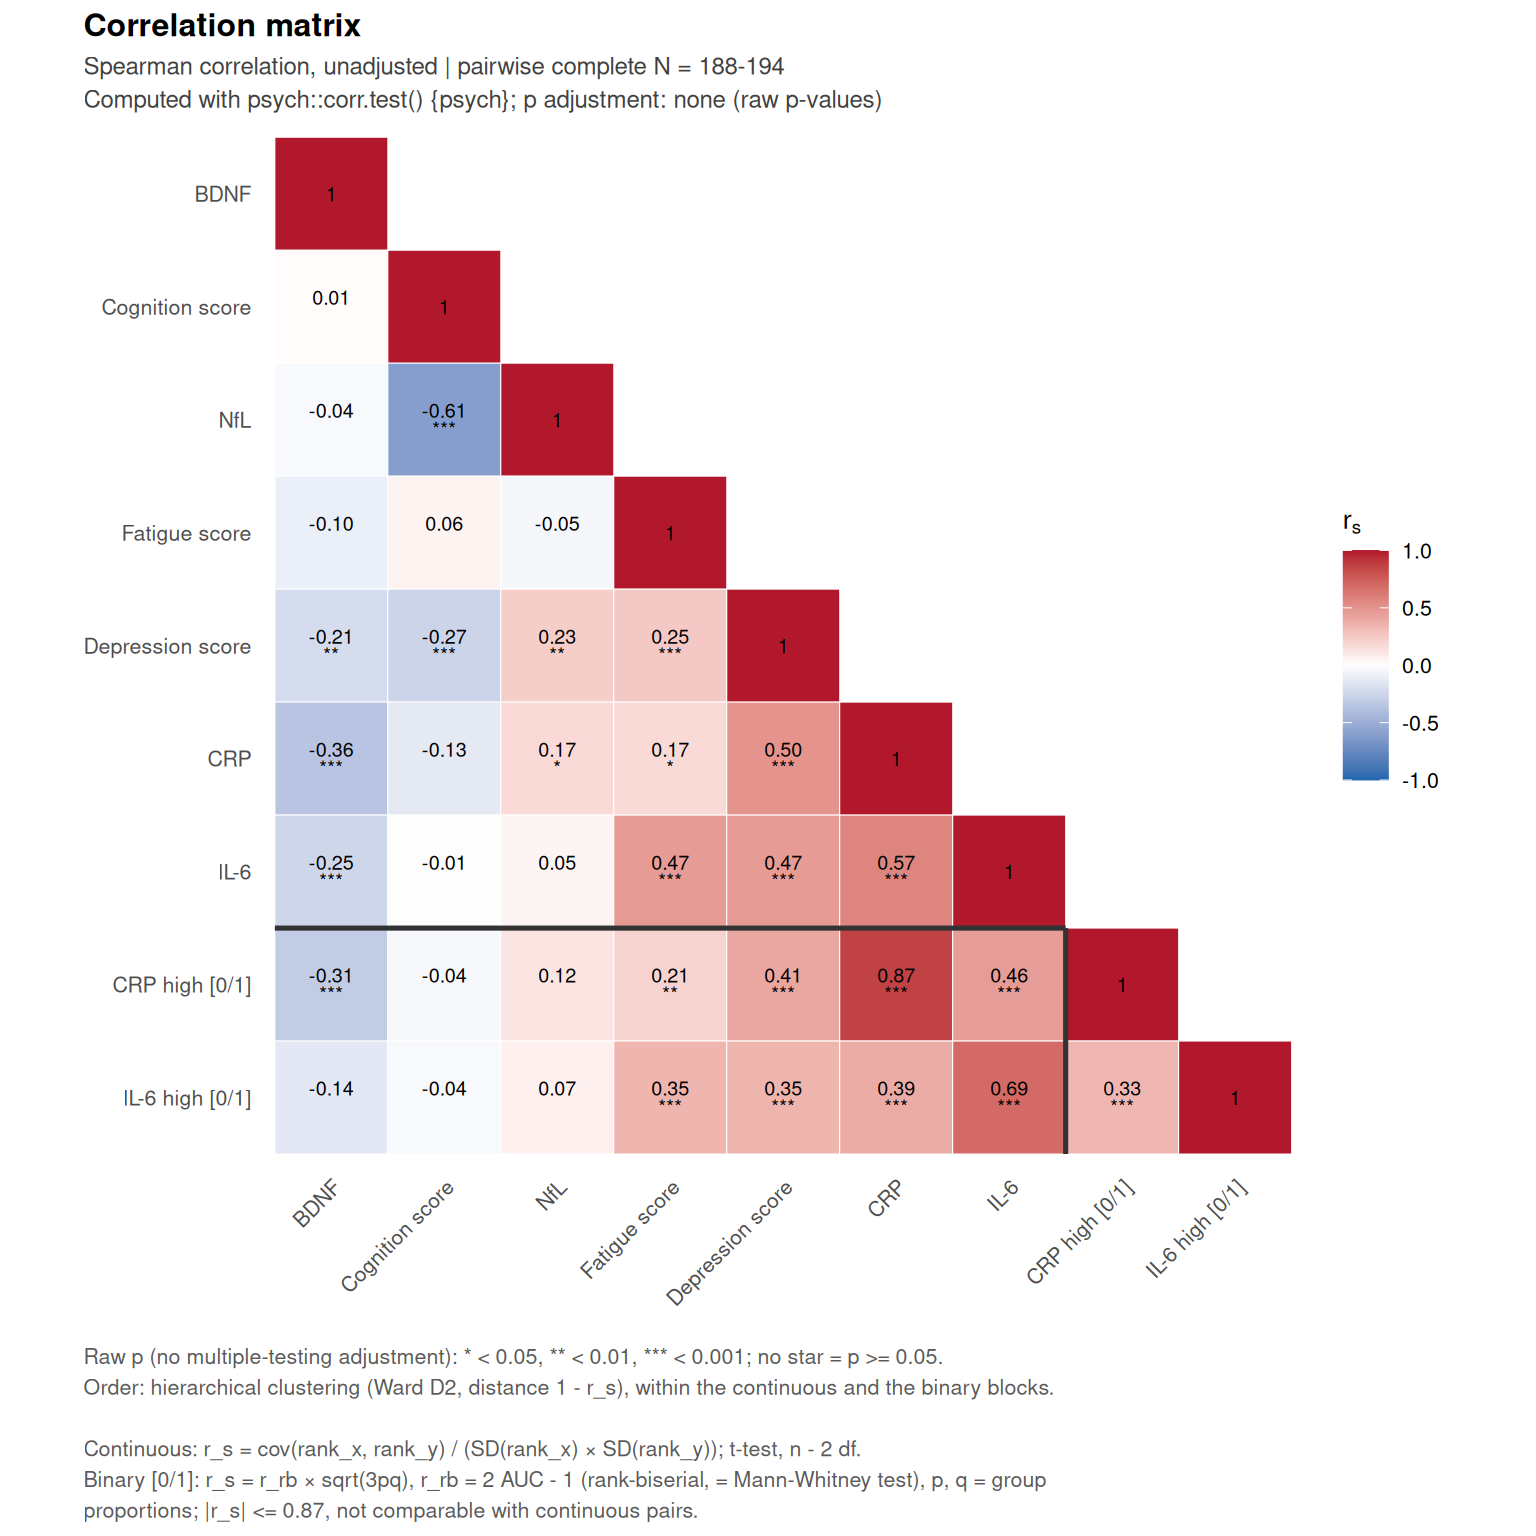 Correlation matrix
Spearman correlation, unadjusted | pairwise complete N = 188-194
Computed with psych::corr.test() {psych}; p adjustment: none (raw p-values)
BDNF 1
Cognition score 0.01 1
NfL -0.04 -0.61 *** 1
Fatigue score -0.10 0.06 -0.05 1
Depression score -0.21 ** -0.27 *** 0.23 ** 0.25 *** 1
CRP -0.36 *** -0.13 0.17 * 0.17 * 0.50 *** 1
IL-6 -0.25 *** -0.01 0.05 0.47 *** 0.47 *** 0.57 *** 1
CRP high [0/1] -0.31 *** -0.04 0.12 0.21 ** 0.41 *** 0.87 *** 0.46 *** 1
IL-6 high [0/1] -0.14 -0.04 0.07 0.35 *** 0.35 *** 0.39 *** 0.69 *** 0.33 *** 1
BDNF Cognition score NfL Fatigue score Depression score CRP IL-6 CRP high [0/1] IL-6 high [0/1]
rs
1.0
0.5
0.0
-0.5
-1.0
Raw p (no multiple-testing adjustment): * < 0.05, ** < 0.01, *** < 0.001; no star = p >= 0.05.
Order: hierarchical clustering (Ward D2, distance 1 - r_s), within the continuous and the binary blocks.
Continuous: r_s = cov(rank_x, rank_y) / (SD(rank_x) × SD(rank_y)); t-test, n - 2 df.
Binary [0/1]: r_s = r_rb × sqrt(3pq), r_rb = 2 AUC - 1 (rank-biserial, = Mann-Whitney test), p, q = group
proportions; |r_s| <= 0.87, not comparable with continuous pairs.